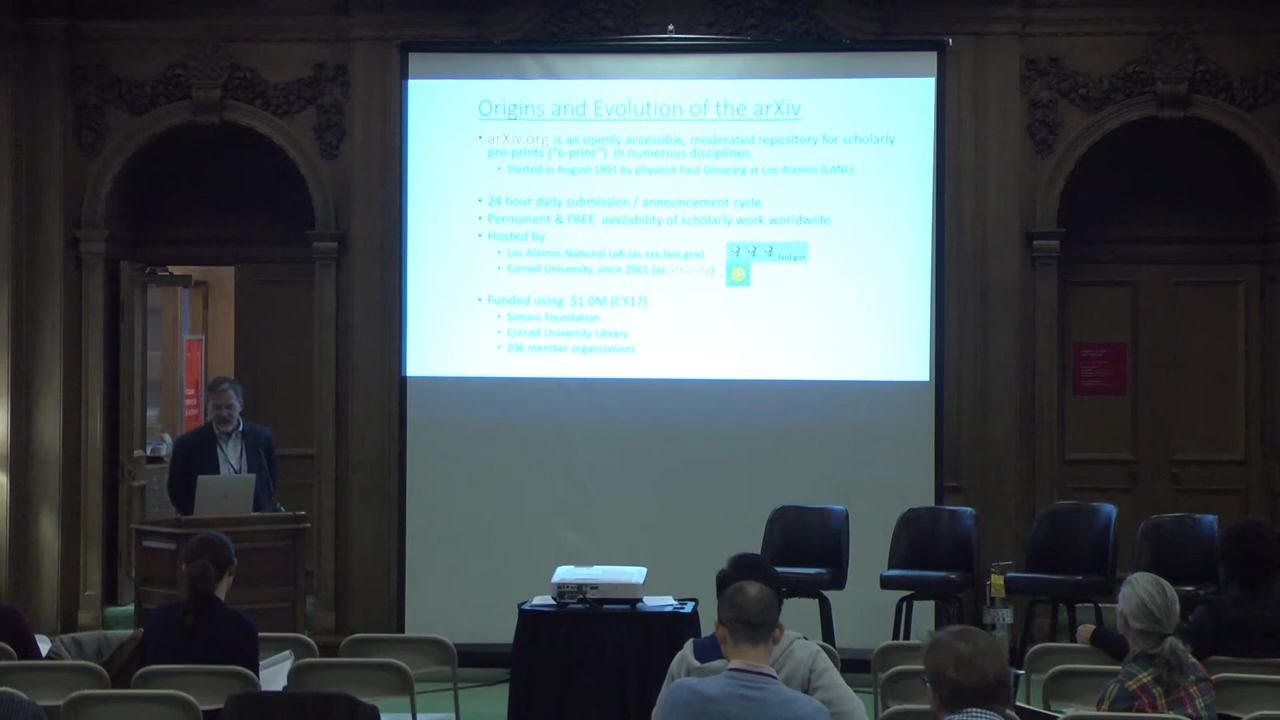 Origins and Evolution of the arXiv
• arXiv.org is an openly accessible, moderated repository for scholarly
pre-prints ("e-print") in numerous disciplines.
• Started in August 1991 by physicist Paul Ginsparg at Los Alamos (LANL)
• 24 hour daily submission / announcement cycle
• Permanent & FREE availability of scholarly work worldwide
• Hosted by
• Los Alamos National Lab (as xxx.lanl.gov)
.lanl.gov
• Cornell University, since 2001 (as arxiv.org)
• Funded using $1.0M (CY17)
• Simons Foundation
• Cornell University Library
• 206 member organizations